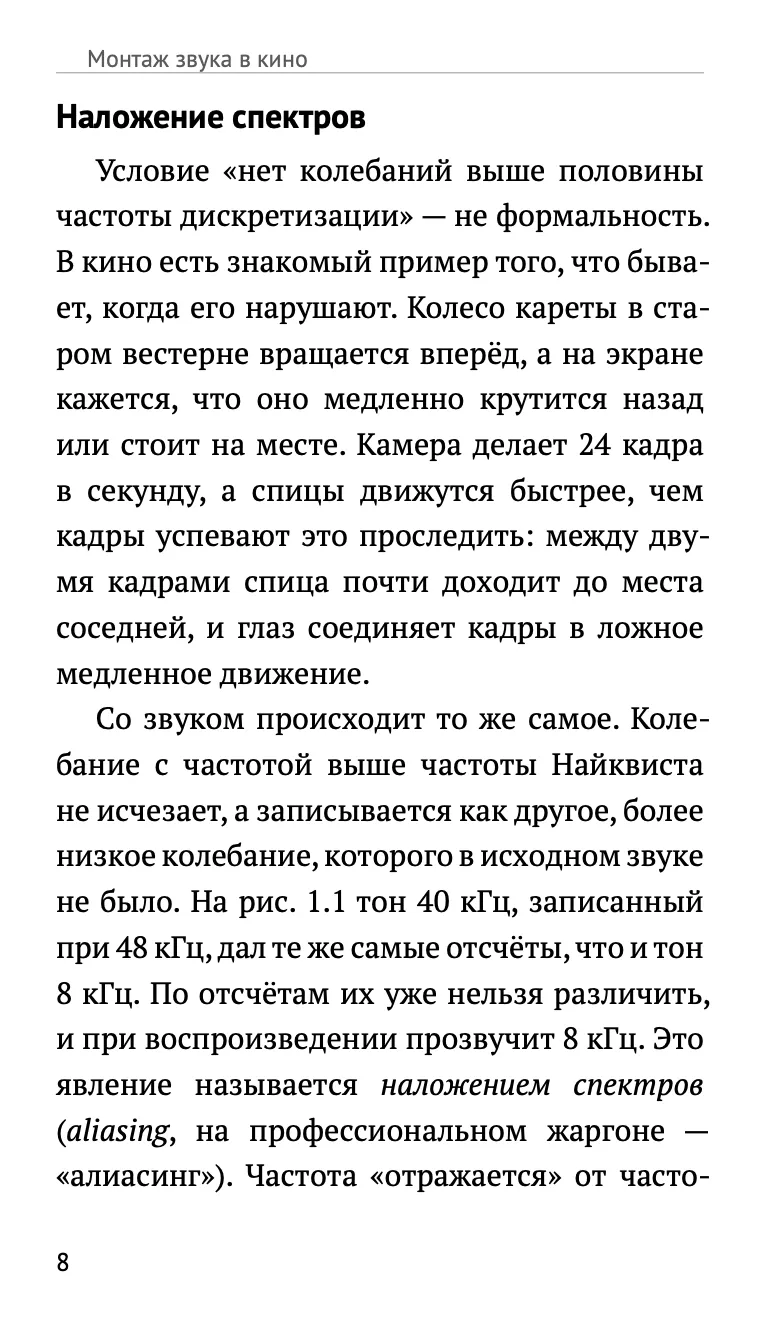 Монтаж звука в кино
Наложение спектров
Условие «нет колебаний выше половины
частоты дискретизации» — не формальность.
В кино есть знакомый пример того, что быва-
ет, когда его нарушают. Колесо кареты в ста-
ром вестерне вращается вперёд, а на экране
кажется, что оно медленно крутится назад
или стоит на месте. Камера делает 24 кадра
в секунду, а спицы движутся быстрее, чем
кадры успевают это проследить: между дву-
мя кадрами спица почти доходит до места
соседней, и глаз соединяет кадры в ложное
медленное движение.
Со звуком происходит то же самое. Коле-
бание с частотой выше частоты Найквиста
не исчезает, а записывается как другое, более
низкое колебание, которого в исходном звуке
не было. На рис. 1.1 тон 40 кГц, записанный
при 48 кГц, дал те же самые отсчёты, что и тон
8 кГц. По отсчётам их уже нельзя различить,
и при воспроизведении прозвучит 8 кГц. Это
явление называется наложением спектров
(aliasing, на профессиональном жаргоне —
«алиасинг»). Частота «отражается» от часто-
8